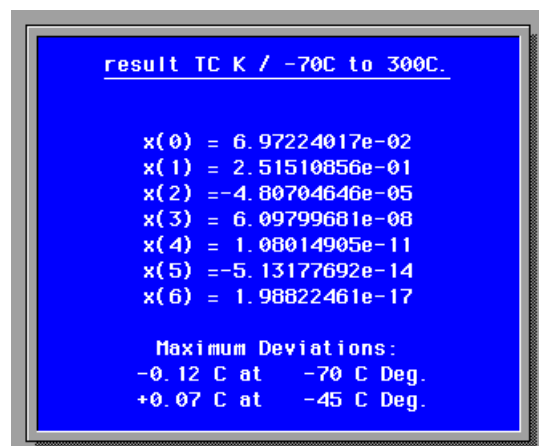 result TC K / -70C to 300C.
x(0) = 6.97224017e-02
x(1) = 2.51510856e-01
x(2) =-4.80704646e-05
x(3) = 6.09799681e-08
x(4) = 1.08014905e-11
x(5) =-5.13177692e-14
x(6) = 1.98822461e-17
Maximum Deviations:
-0.12 C at -70 C Deg.
+0.07 C at -45 C Deg.